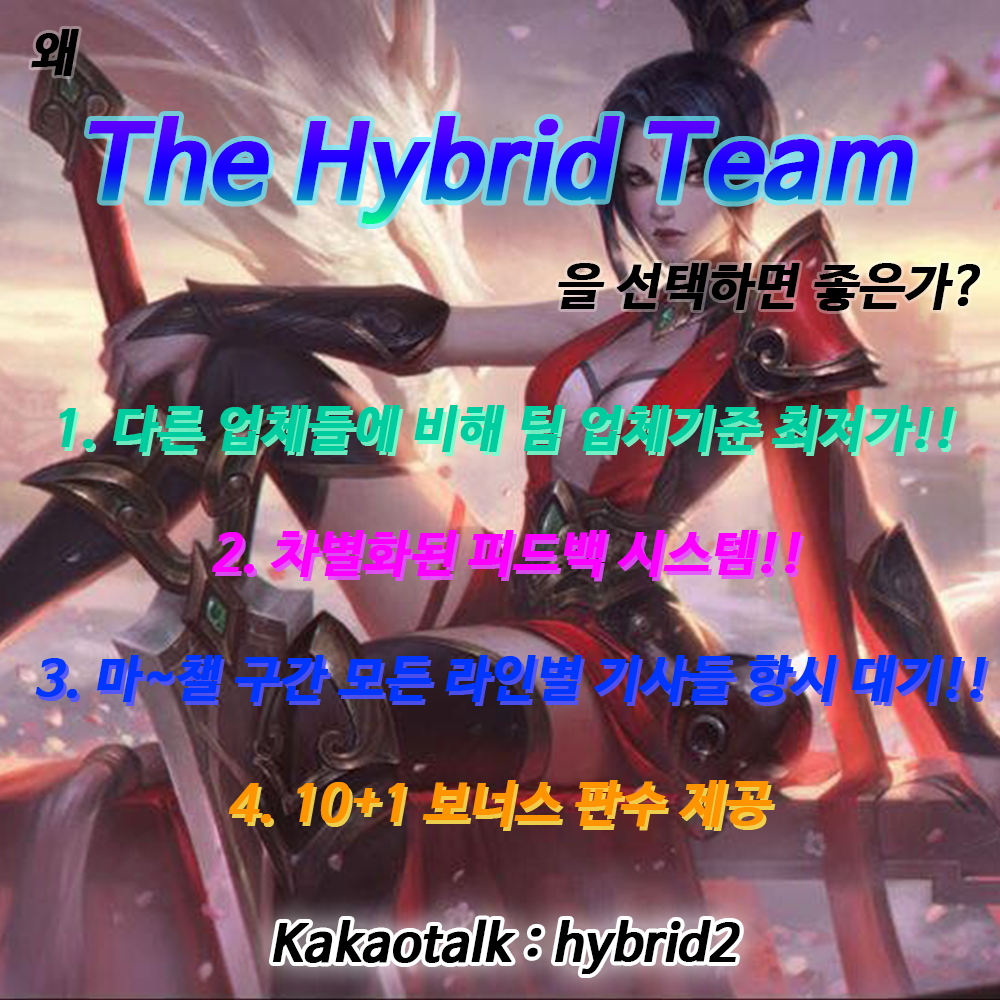 왜
The Hybrid Team
을 선택하면 좋은가?
1. 다른 업체들에 비해 팀 업체기준 최저가!!
2. 차별화된 피드백 시스템!!
3. 마~챌 구간 모든 라인별 기사들 항시 대기!!
4. 10+1 보너스 판수 제공
Kakaotalk : hybrid2